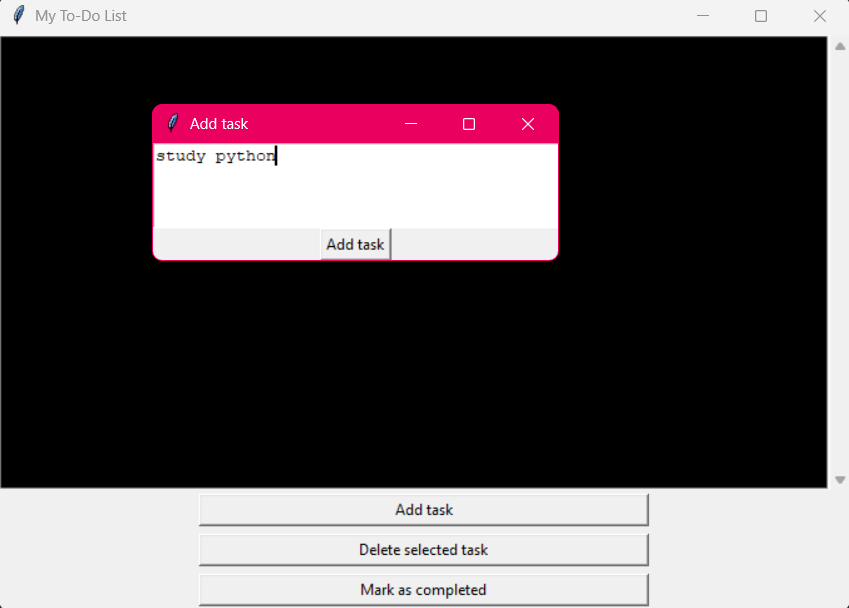 My To-Do List
Add task
study python
Add task
Add task
Delete selected task
Mark as completed